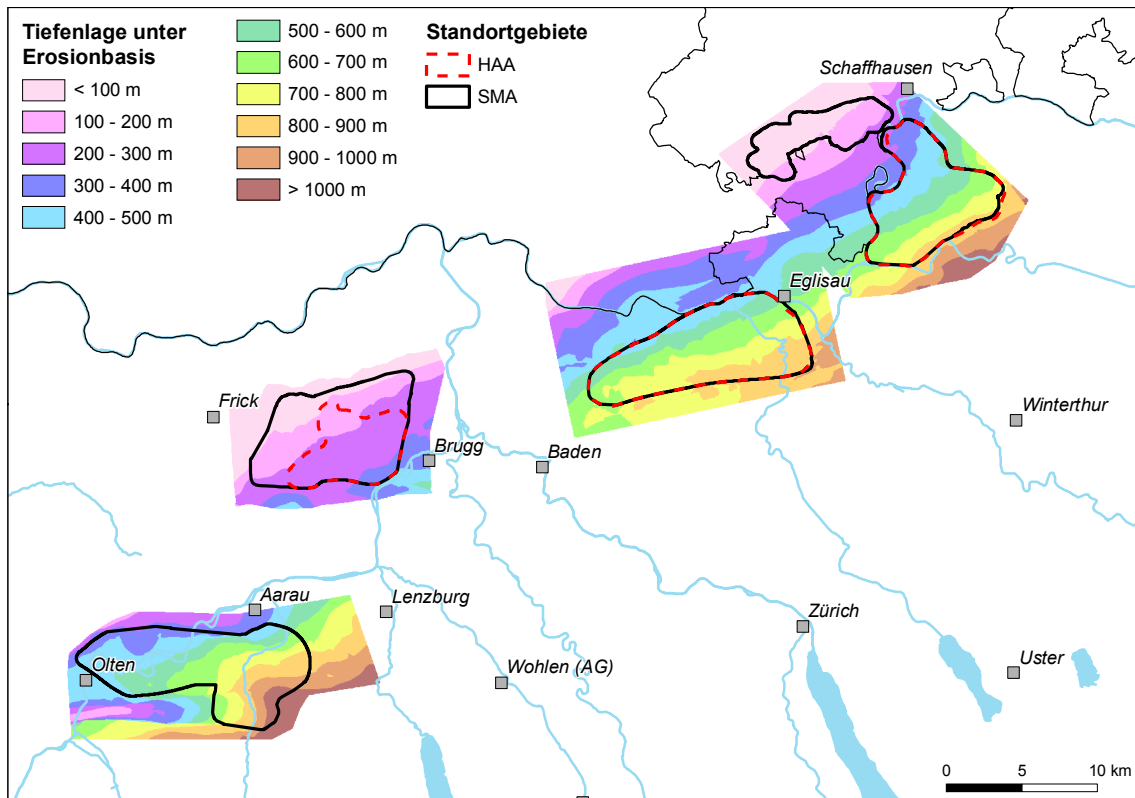 Tiefenlage unter
Erosionbasis
< 100 m
100 - 200 m
200 - 300 m
300 - 400 m
400 - 500 m
500 - 600 m
600 - 700 m
700 - 800 m
800 - 900 m
900 - 1000 m
> 1000 m
Standortgebiete
HAA
SMA
Schaffhausen
Eglisau
Frick
Winterthur
Brugg
Baden
Aarau
Lenzburg
Zürich
Olten
Wohlen (AG)
Uster
0 5 10 km